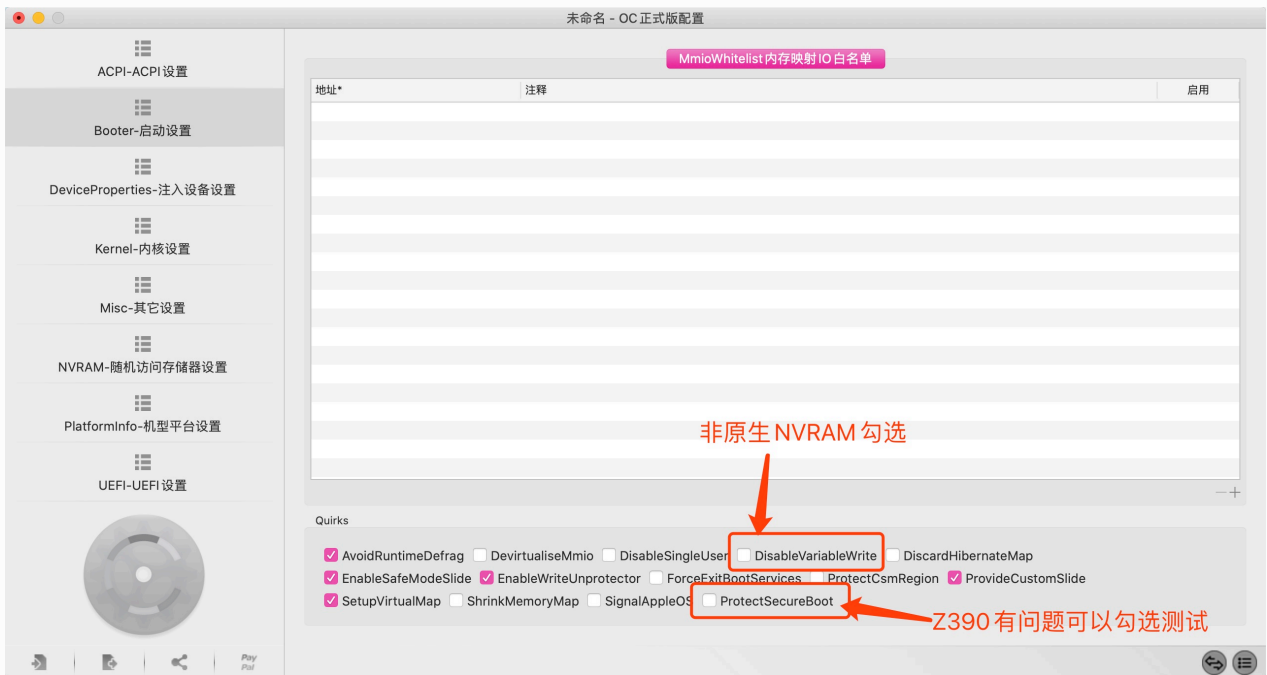 未命名 - OC正式版配置
ACPI-ACPI设置
Booter-启动设置
DeviceProperties-注入设备设置
Kernel-内核设置
Misc-其它设置
NVRAM-随机访问存储器设置
PlatformInfo-机型平台设置
UEFI-UEFI设置
Pay
Pal
MmioWhitelist内存映射IO白名单
地址* 注释 启用
非原生NVRAM勾选
Quirks
AvoidRuntimeDefrag DevirtualiseMmio DisableSingleUser DisableVariableWrite DiscardHibernateMap
EnableSafeModeSlide EnableWriteUnprotector ForceExitBootServices ProtectCsmRegion ProvideCustomSlide
SetupVirtualMap ShrinkMemoryMap SignalAppleOS ProtectSecureBoot
Z390有问题可以勾选测试